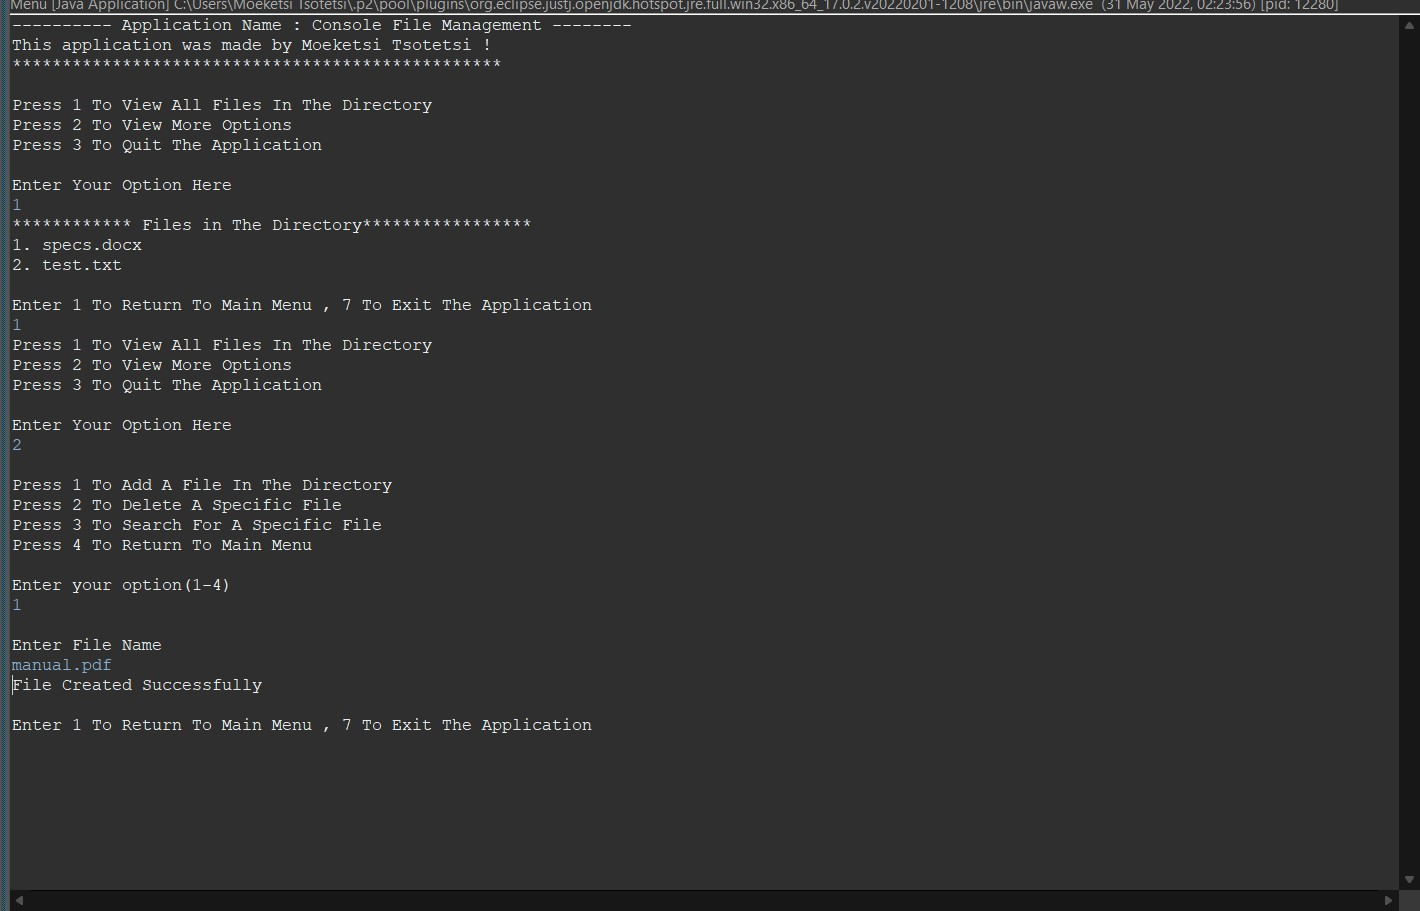 Menu [Java Application] C:\Users\Moeketsi Tsotetsi\.p2\pool\plugins\org.eclipse.justj.openjdk.hotspot.jre.full.win32.x86_64_17.0.2.v20220201-1208\jre\bin\javaw.exe (31 May 2022, 02:23:56) [pid: 12280]
---------- Application Name : Console File Management --------
This application was made by Moeketsi Tsotetsi !
*************************************************
Press 1 To View All Files In The Directory
Press 2 To View More Options
Press 3 To Quit The Application
Enter Your Option Here
1
************ Files in The Directory*****************
1. specs.docx
2. test.txt
Enter 1 To Return To Main Menu , 7 To Exit The Application
1
Press 1 To View All Files In The Directory
Press 2 To View More Options
Press 3 To Quit The Application
Enter Your Option Here
2
Press 1 To Add A File In The Directory
Press 2 To Delete A Specific File
Press 3 To Search For A Specific File
Press 4 To Return To Main Menu
Enter your option(1-4)
1
Enter File Name
manual.pdf
File Created Successfully
Enter 1 To Return To Main Menu , 7 To Exit The Application